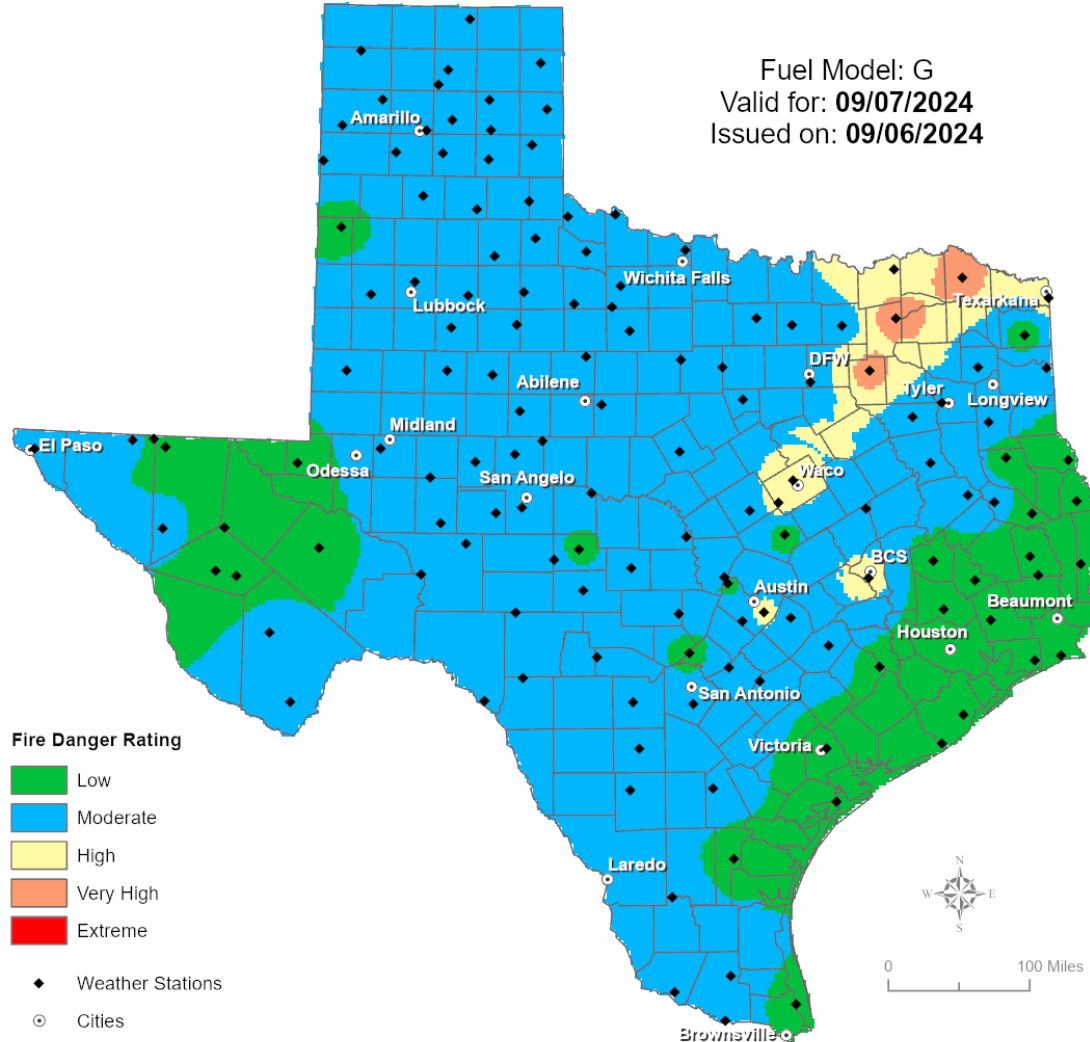 Fuel Model: G
Valid for: 09/07/2024
Issued on: 09/06/2024
Amarillo
Wichita Falls
Lubbock
Texarkana
DFW
Abilene
Tyler
Longview
Midland
El Paso
Odessa
San Angelo
Waco
BCS
Austin
Beaumont
Houston
San Antonio
Victoria
Laredo
Brownsville
Fire Danger Rating
Low
Moderate
High
Very High
Extreme
Weather Stations
Cities
N
W E
S
0 100 Miles